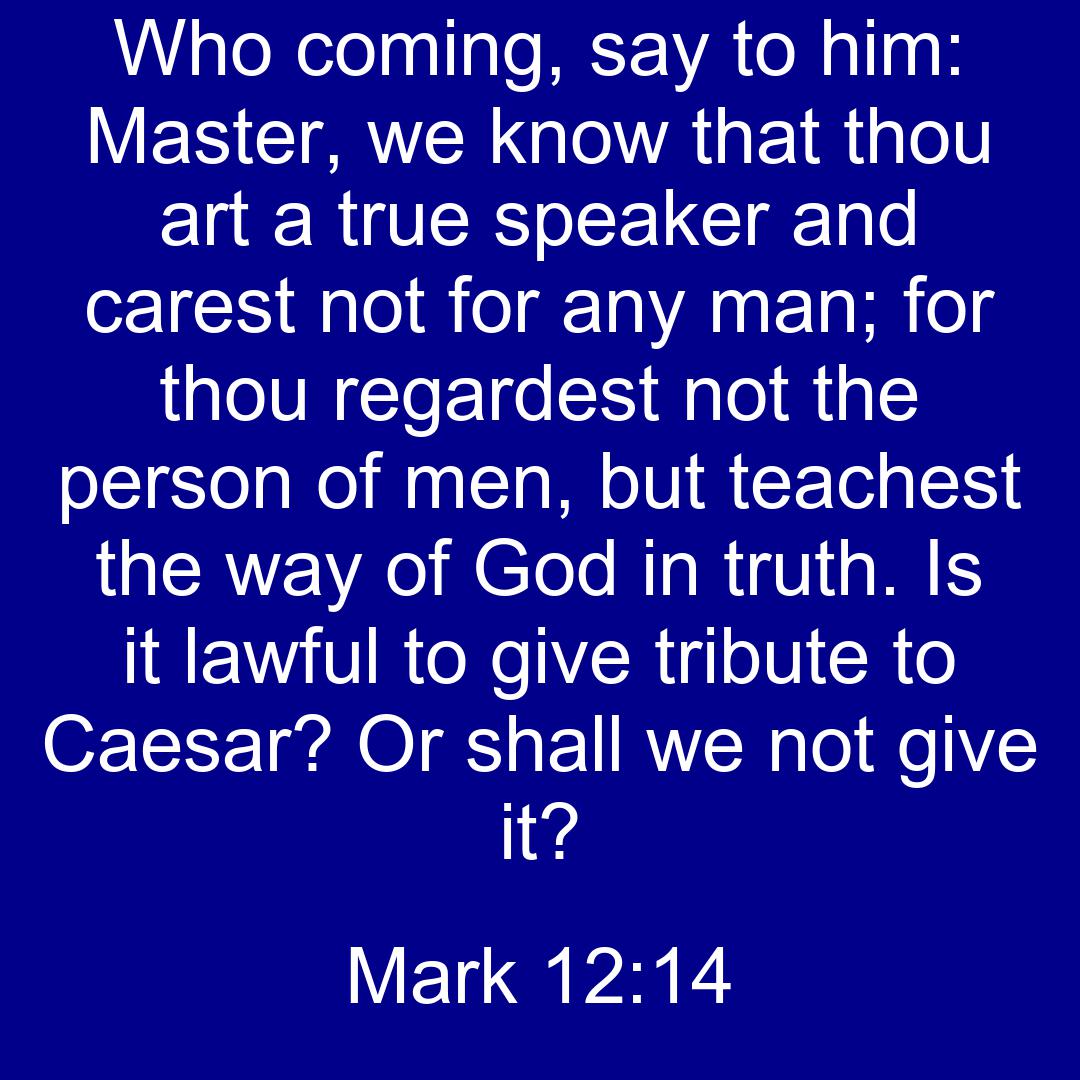 Who coming, say to him:
Master, we know that thou
art a true speaker and
carest not for any man; for
thou regardest not the
person of men, but teachest
the way of God in truth. Is
it lawful to give tribute to
Caesar? Or shall we not give
it?
Mark 12:14